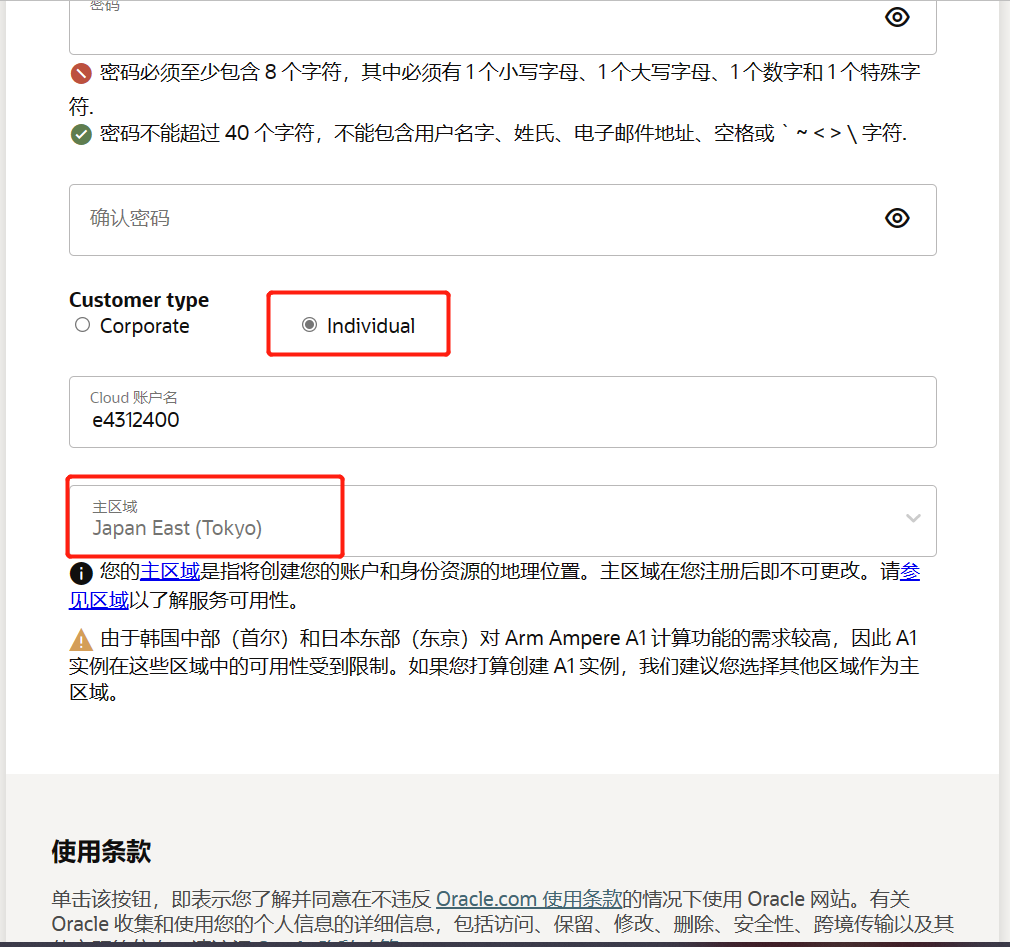 密码
密码必须至少包含 8 个字符，其中必须有 1 个小写字母、1 个大写字母、1 个数字和 1 个特殊字
符.
密码不能超过 40 个字符，不能包含用户名字、姓氏、电子邮件地址、空格或 ` ~ < > \ 字符.
确认密码
Customer type
Corporate
Individual
Cloud 账户名
e4312400
主区域
Japan East (Tokyo)
您的主区域是指将创建您的账户和身份资源的地理位置。主区域在您注册后即不可更改。请参
见区域以了解服务可用性。
由于韩国中部（首尔）和日本东部（东京）对 Arm Ampere A1 计算功能的需求较高，因此 A1
实例在这些区域中的可用性受到限制。如果您打算创建 A1 实例，我们建议您选择其他区域作为主
区域。
使用条款
单击该按钮，即表示您了解并同意在不违反 Oracle.com 使用条款的情况下使用 Oracle 网站。有关
Oracle 收集和使用您的个人信息的详细信息，包括访问、保留、修改、删除、安全性、跨境传输以及其